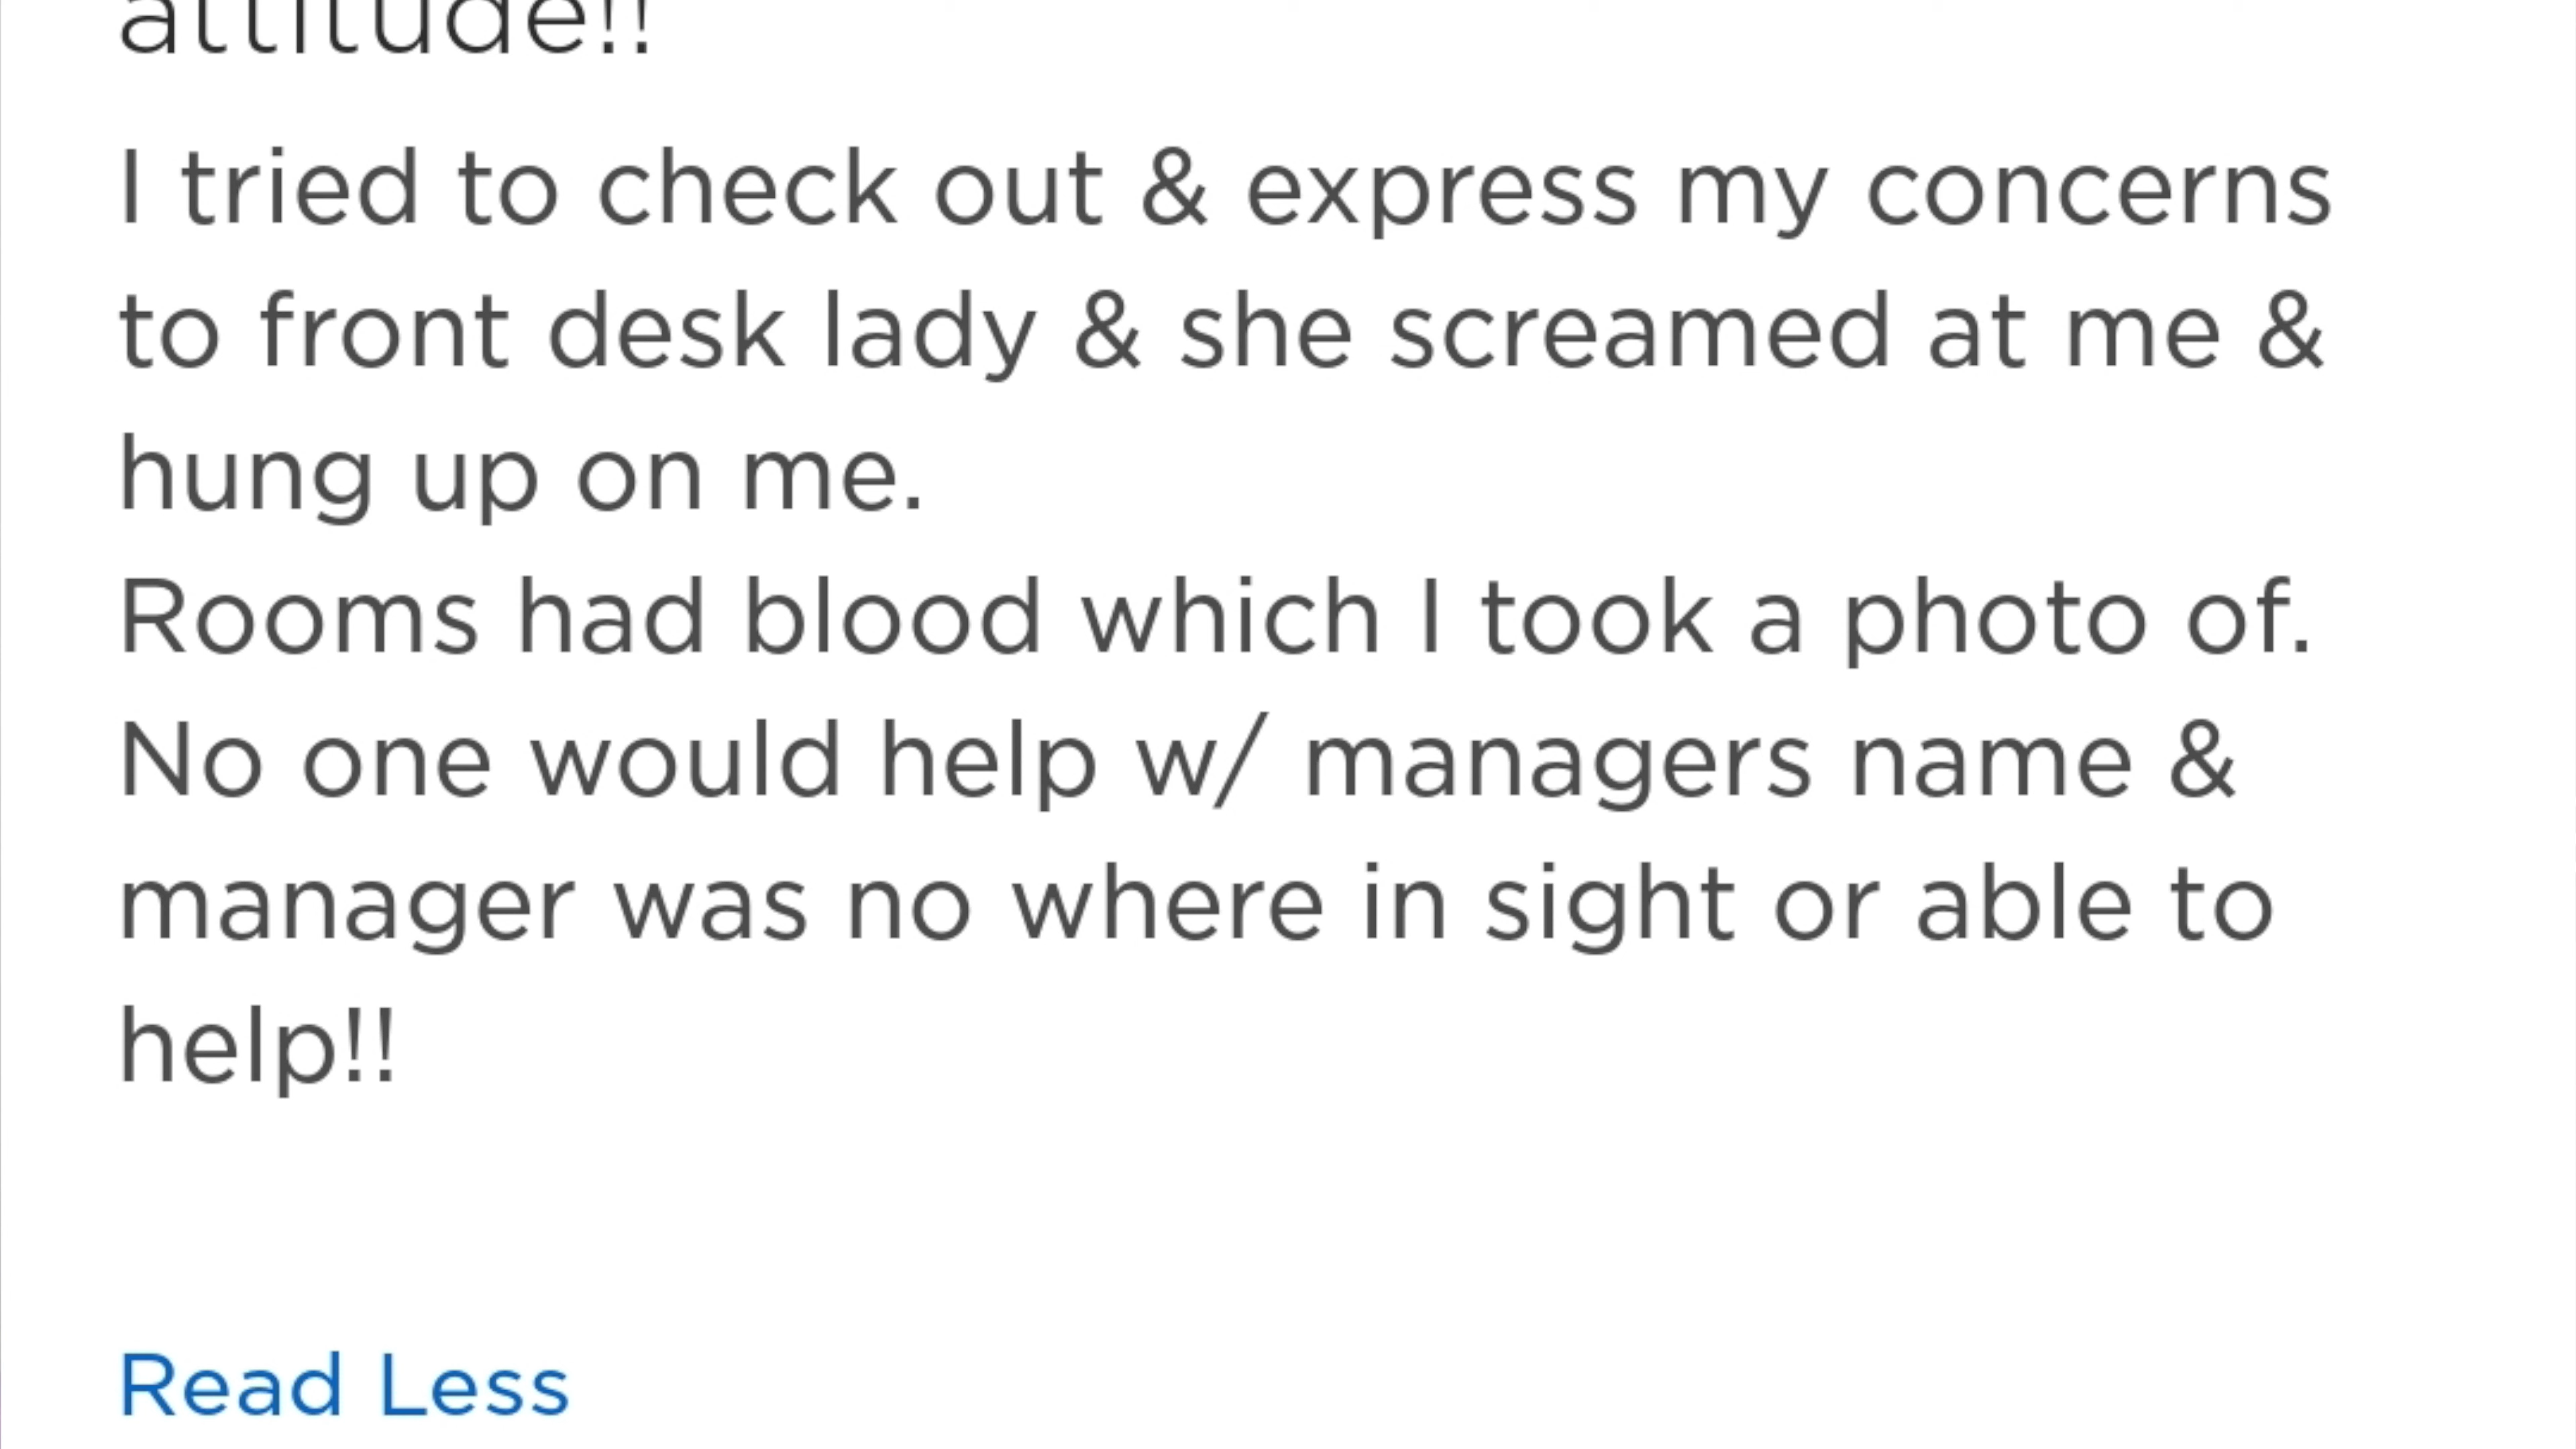 attitude!!
I tried to check out & express my concerns
to front desk lady & she screamed at me &
hung up on me.
Rooms had blood which I took a photo of.
No one would help w/ managers name &
manager was no where in sight or able to
help!!
Read Less